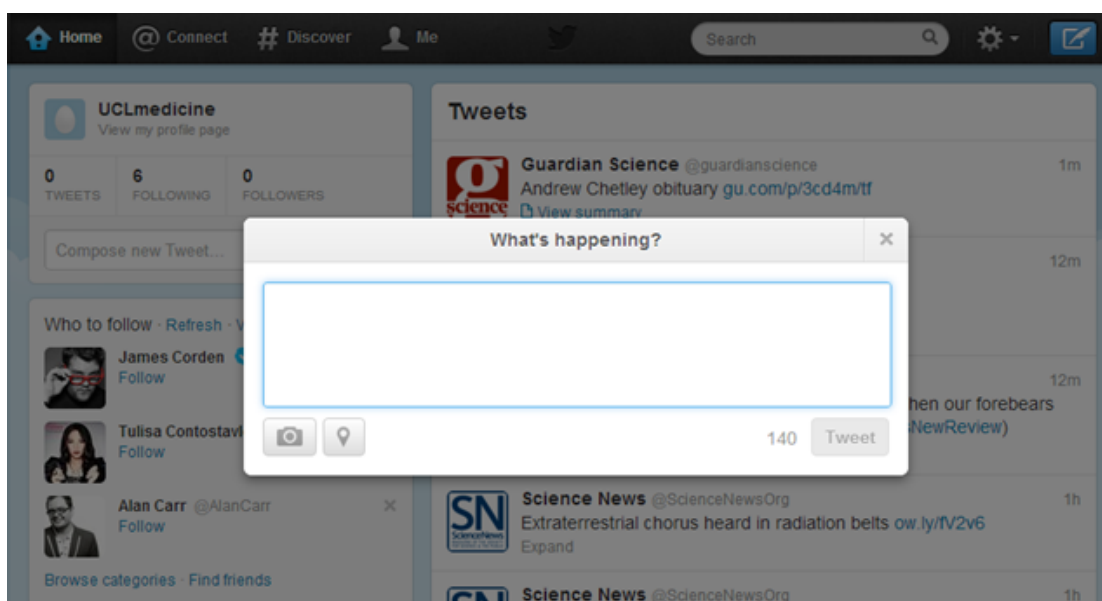 Home Connect Discover Me Search
UCLmedicine
View my profile page
0 6 0
TWEETS FOLLOWING FOLLOWERS
Compose new Tweet...
Who to follow · Refresh ·
James Corden
Follow
Tulisa
Follow
Alan Carr @AlanCarr
Follow
Browse categories · Find friends
Tweets
Guardian Science @guardianscience 1m
g science
Andrew Chetley obituary gu.com/p/3cd4m/tf
View summary
12m
12m
hen our forebears
NewReview)
Science News @ScienceNewsOrg 1h
SN
ScienceNews
Extraterrestrial chorus heard in radiation belts ow.ly/fV2v6
Expand
Science News @ScienceNewsOrg 1h
SN
What's happening?
140 Tweet